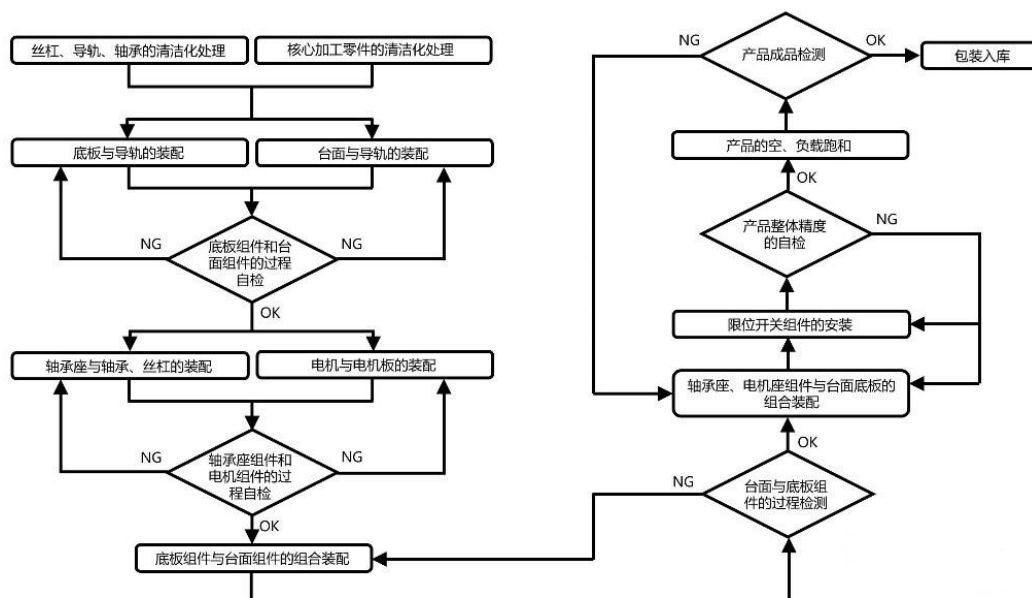 丝杠、导轨、轴承的清洁化处理
核心加工零件的清洁化处理
底板与导轨的装配
台面与导轨的装配
NG
底板组件和台
面组件的过程
自检
NG
OK
轴承座与轴承、丝杠的装配
电机与电机板的装配
NG
轴承座组件和
电机组件的过
程自检
NG
OK
底板组件与台面组件的组合装配
NG
台面与底板组
件的过程检测
OK
轴承座、电机座组件与台面底板的
组合装配
限位开关组件的安装
产品整体精度
的自检
NG
OK
产品的空、负载跑和
NG
产品成品检测
OK
包装入库